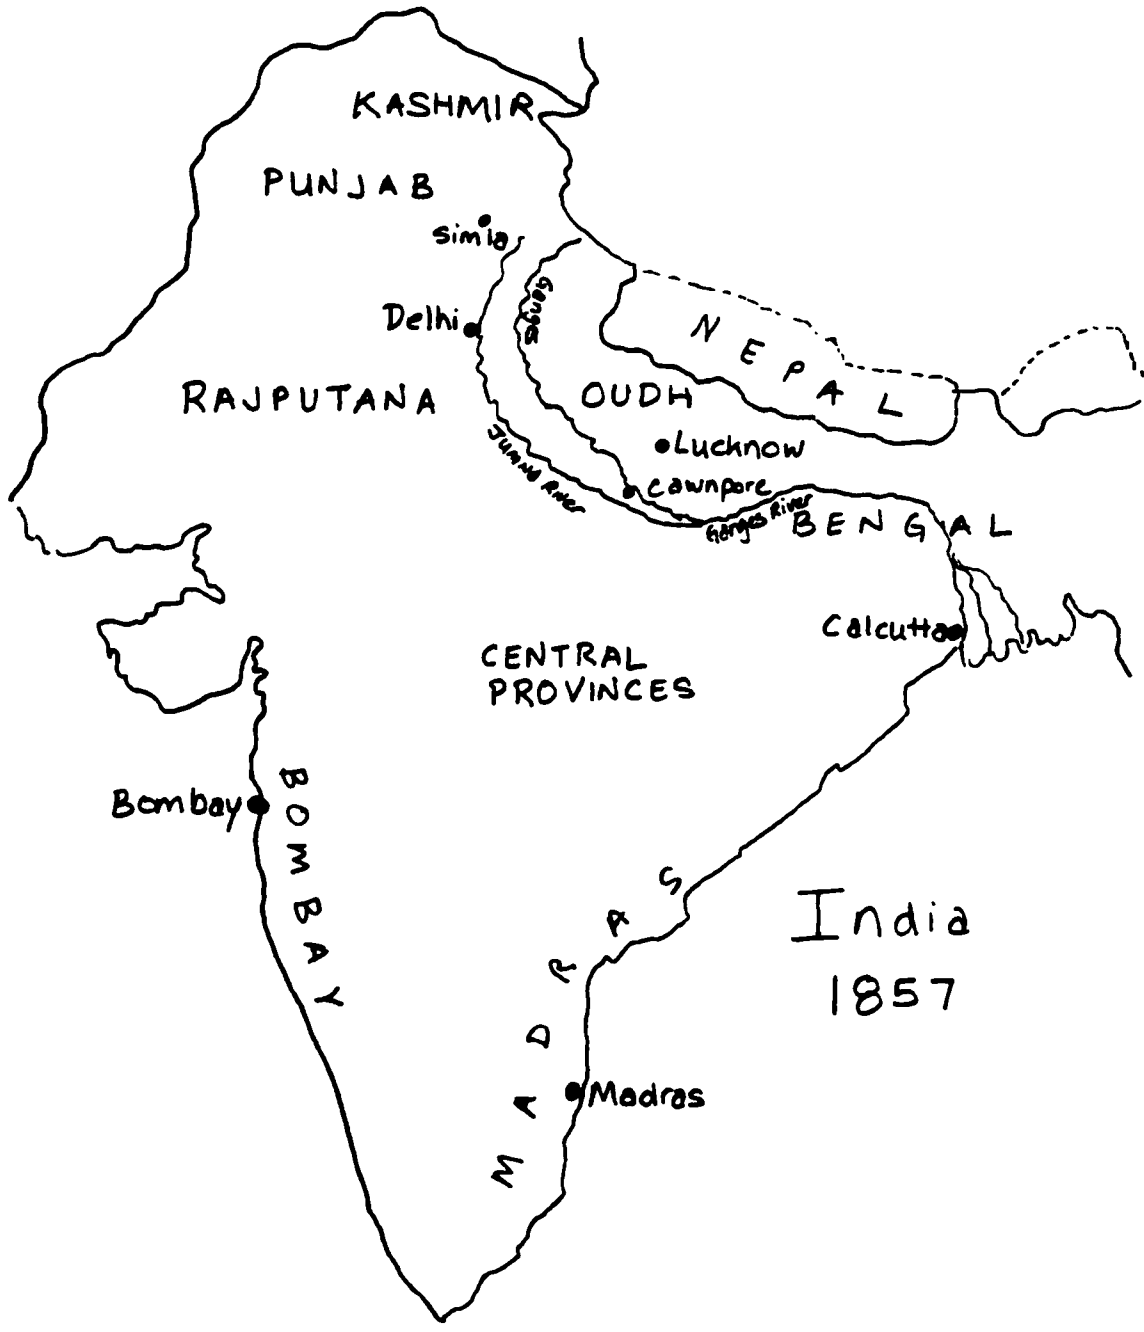 KASHMIR
PUNJAB
Simla
Ganges
Delhi
NEPAL
RAJPUTANA
OUDH
Jumna River
Lucknow
Cawnpore
Ganges River
BENGAL
Calcutta
CENTRAL
PROVINCES
Bombay
BOMBAY
MADRAS
India
1857
Madras